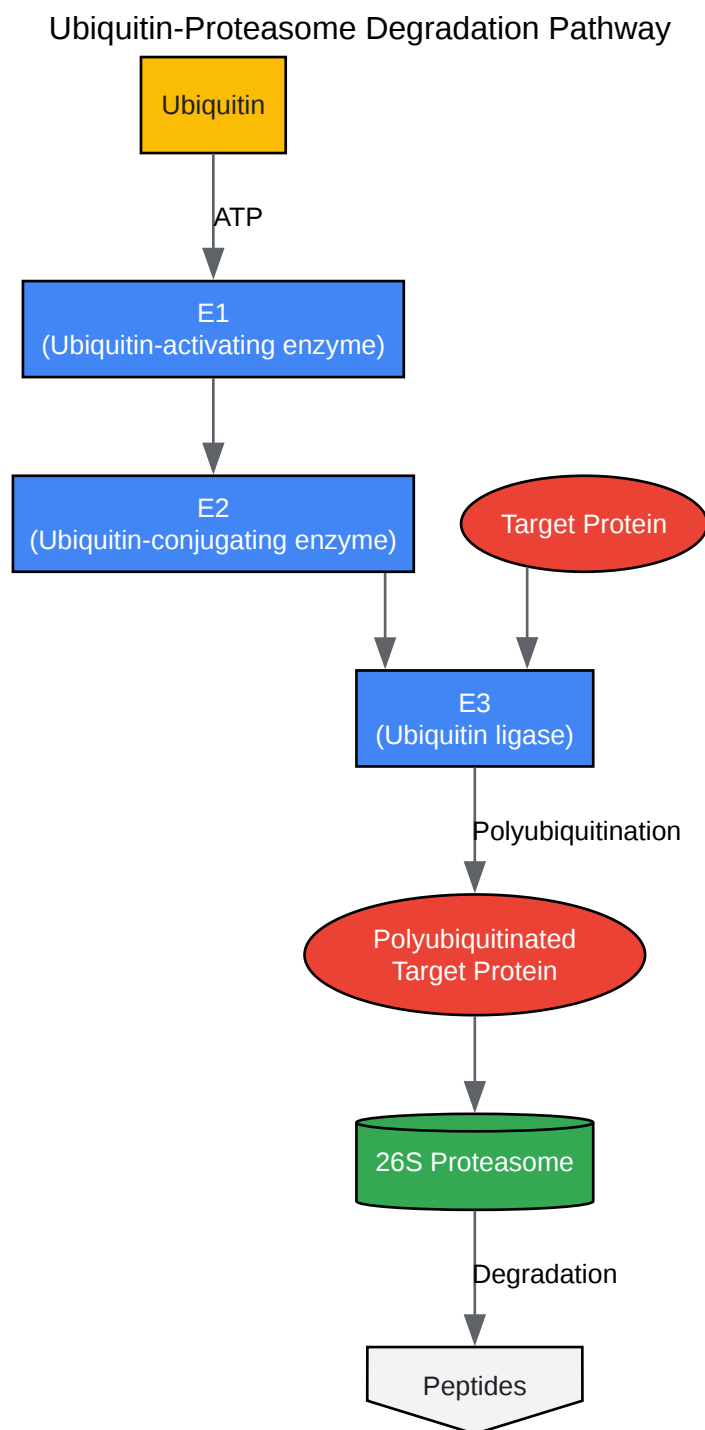 Ubiquitin-Proteasome Degradation Pathway
Ubiquitin
ATP
E1
(Ubiquitin-activating enzyme)
E2
(Ubiquitin-conjugating enzyme)
Target Protein
E3
(Ubiquitin ligase)
Polyubiquitination
Polyubiquitinated
Target Protein
26S Proteasome
Degradation
Peptides